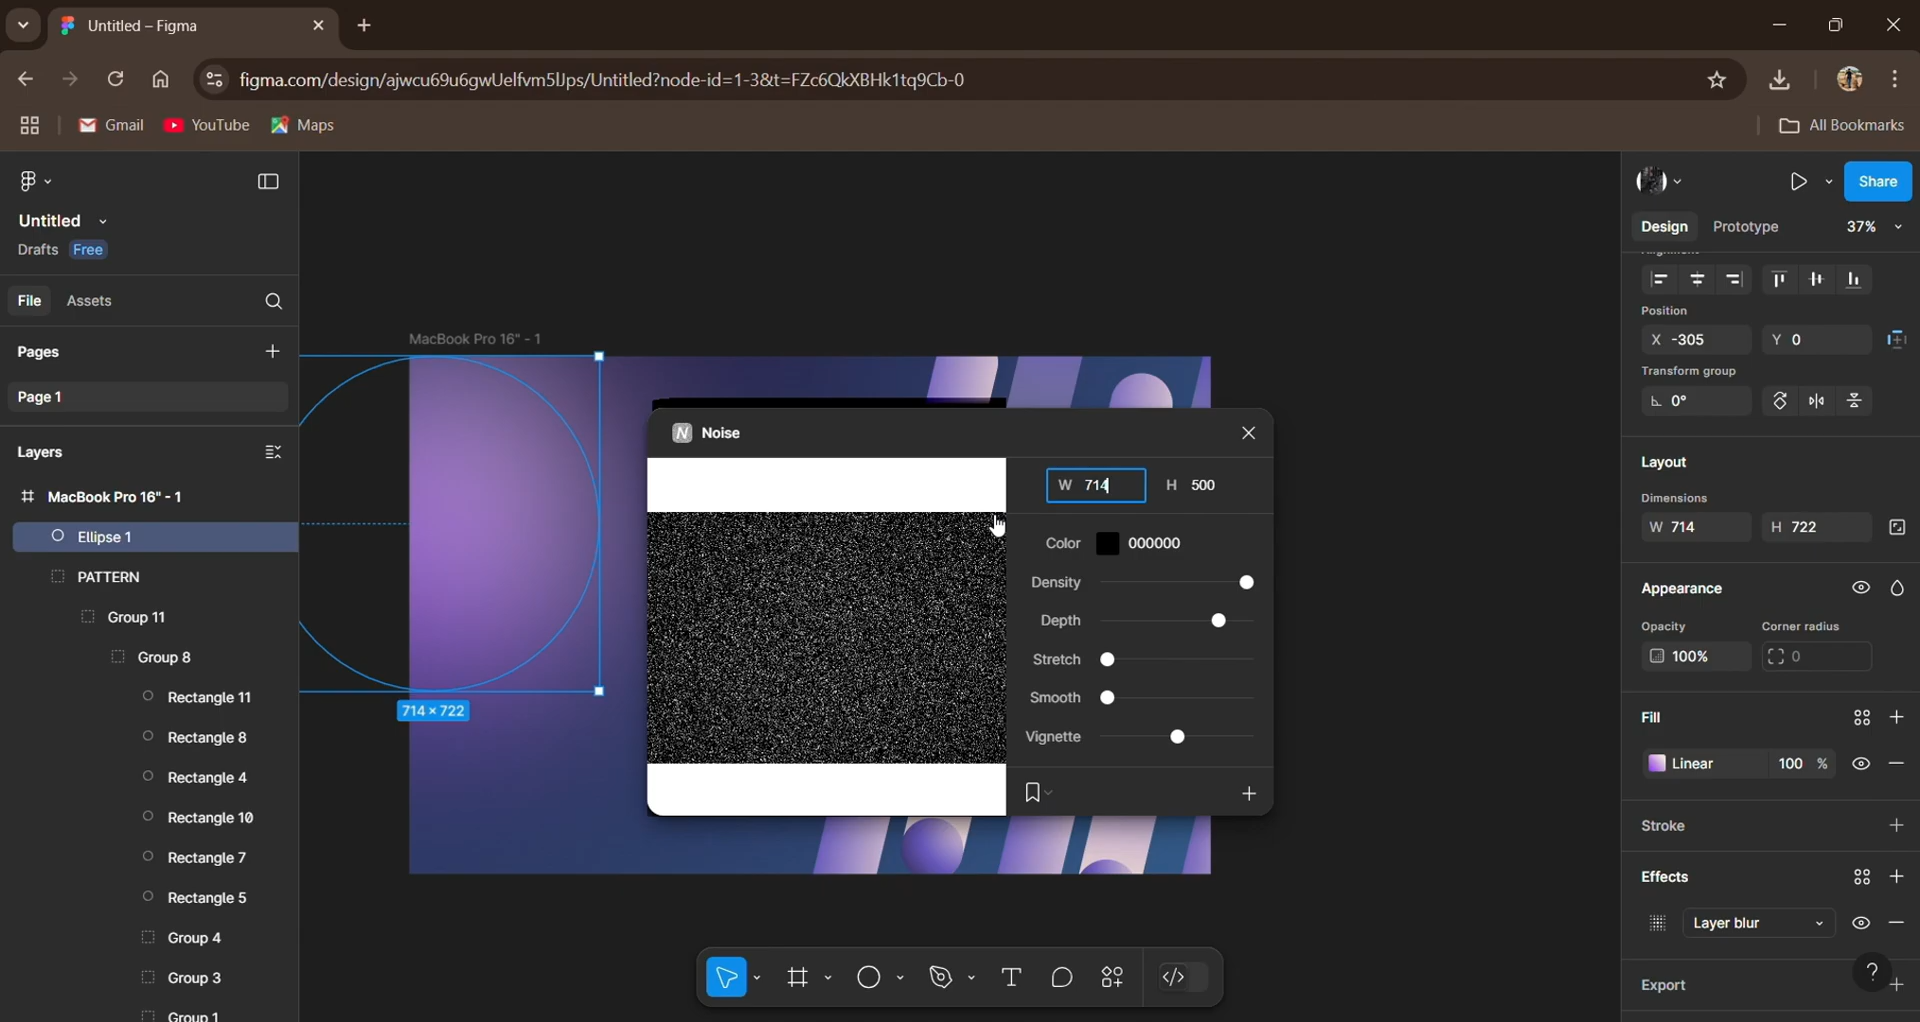 Untitled – Figma
figma.com/design/ajwcu69u6gwUelfvm5lJps/Untitled?node-id=1-3&t=FZc6QkXBHk1tq9Cb-0
Gmail YouTube Maps All Bookmarks
Untitled
Drafts Free
File Assets
Pages
Page 1
Layers
MacBook Pro 16" - 1
Ellipse 1
PATTERN
Group 11
Group 8
Rectangle 11
Rectangle 8
Rectangle 4
Rectangle 10
Rectangle 7
Rectangle 5
Group 4
Group 3
Group 1
MacBook Pro 16" - 1
714 × 722
N Noise
W 714 H 500
Color 000000
Density
Depth
Stretch
Smooth
Vignette
Share
Design Prototype 37%
Alignment
Position
X -305 Y 0
Transform group
0°
Layout
Dimensions
W 714 H 722
Appearance
Opacity Corner radius
100% 0
Fill
Linear 100 %
Stroke
Effects
Layer blur
Export
?